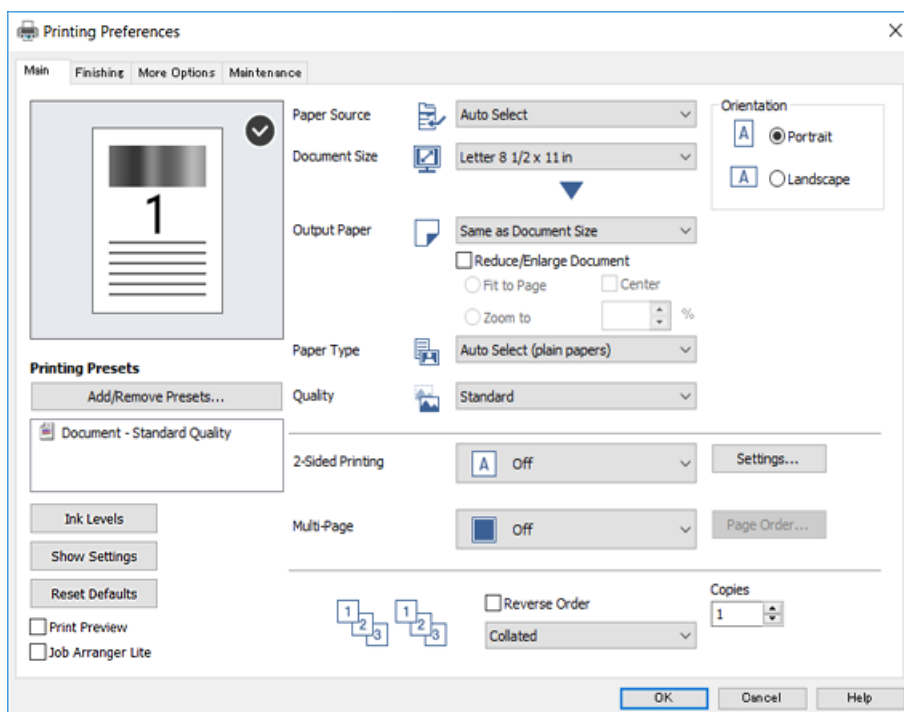 Printing Preferences
Main Finishing More Options Maintenance
1
Printing Presets
Add/Remove Presets...
Document - Standard Quality
Ink Levels
Show Settings
Reset Defaults
Print Preview
Job Arranger Lite
Paper Source Auto Select
Document Size Letter 8 1/2 x 11 in
Output Paper Same as Document Size
Reduce/Enlarge Document
Fit to Page Center
Zoom to %
Paper Type Auto Select (plain papers)
Quality Standard
Orientation
A Portrait
A Landscape
2-Sided Printing A Off Settings...
Multi-Page Off Page Order...
1 2 3 1 2 3
Reverse Order
Collated
Copies
1
OK Cancel Help